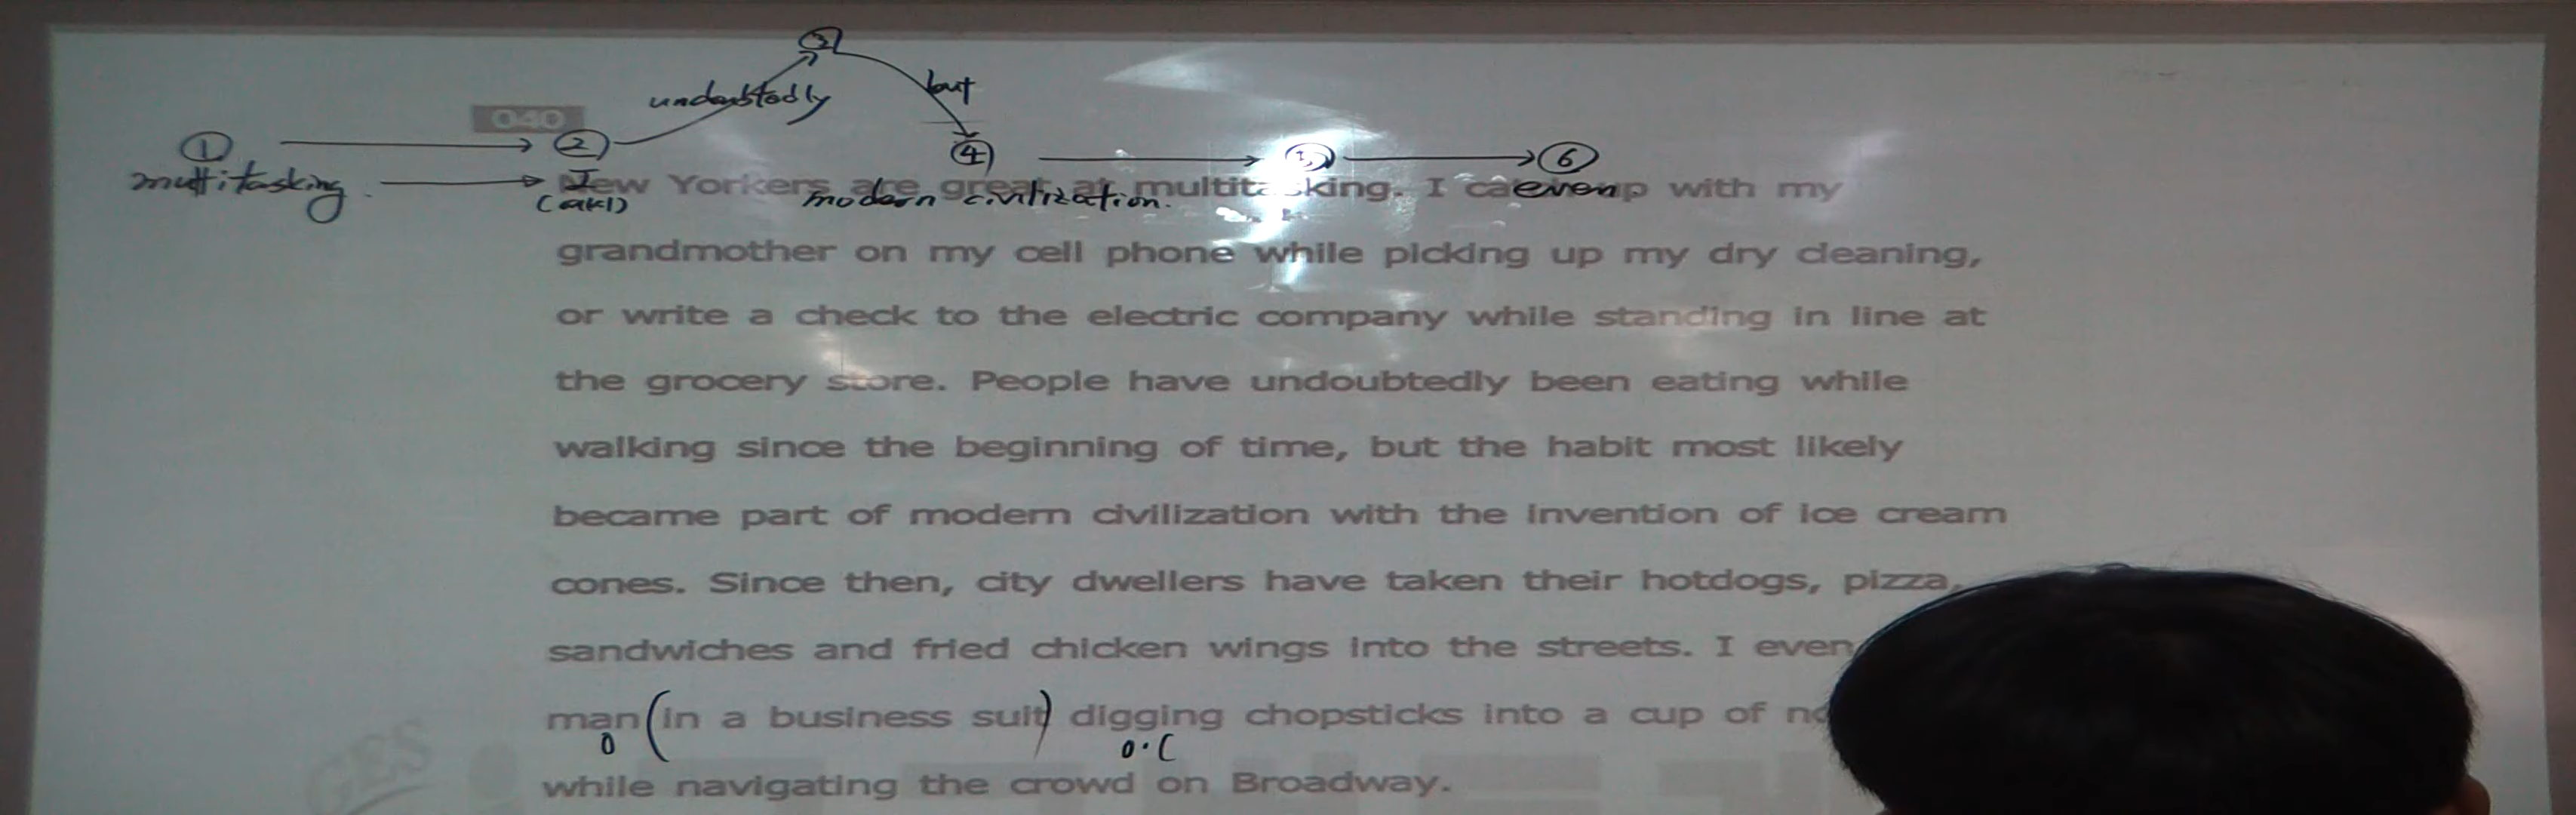 ③
undoubtedly
but
040
① ② ④ ⑤ ⑥
multitasking. I modern civilization. even
New Yorkers are great at multitasking. I ca up with my
grandmother on my cell phone while picking up my dry cleaning,
or write a check to the electric company while standing in line at
the grocery store. People have undoubtedly been eating while
walking since the beginning of time, but the habit most likely
became part of modern civilization with the invention of ice cream
cones. Since then, city dwellers have taken their hotdogs, pizza,
sandwiches and fried chicken wings into the streets. I even
man (in a business suit) digging chopsticks into a cup of
O O.C
while navigating the crowd on Broadway.
GES